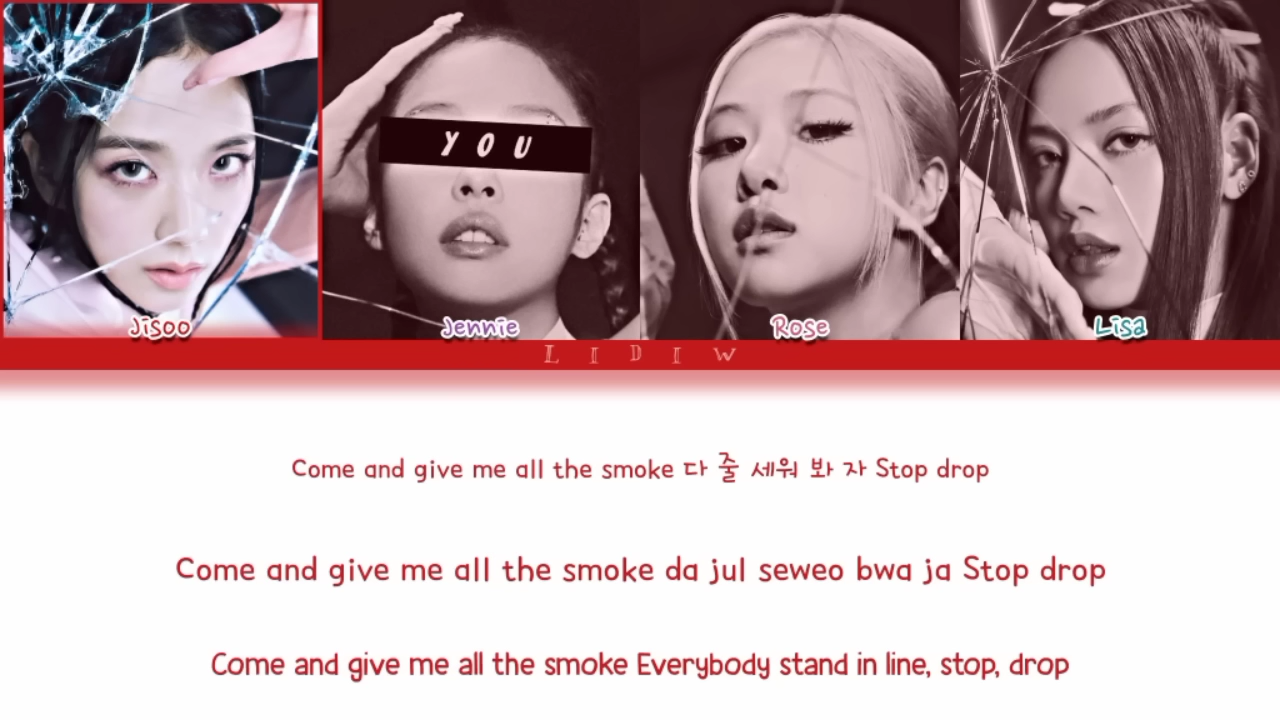 YOU
Jisoo
Jennie
Rose
Lisa
LIDIW
Come and give me all the smoke 다 줄 세워 봐 자 Stop drop
Come and give me all the smoke da jul seweo bwa ja Stop drop
Come and give me all the smoke Everybody stand in line, stop, drop